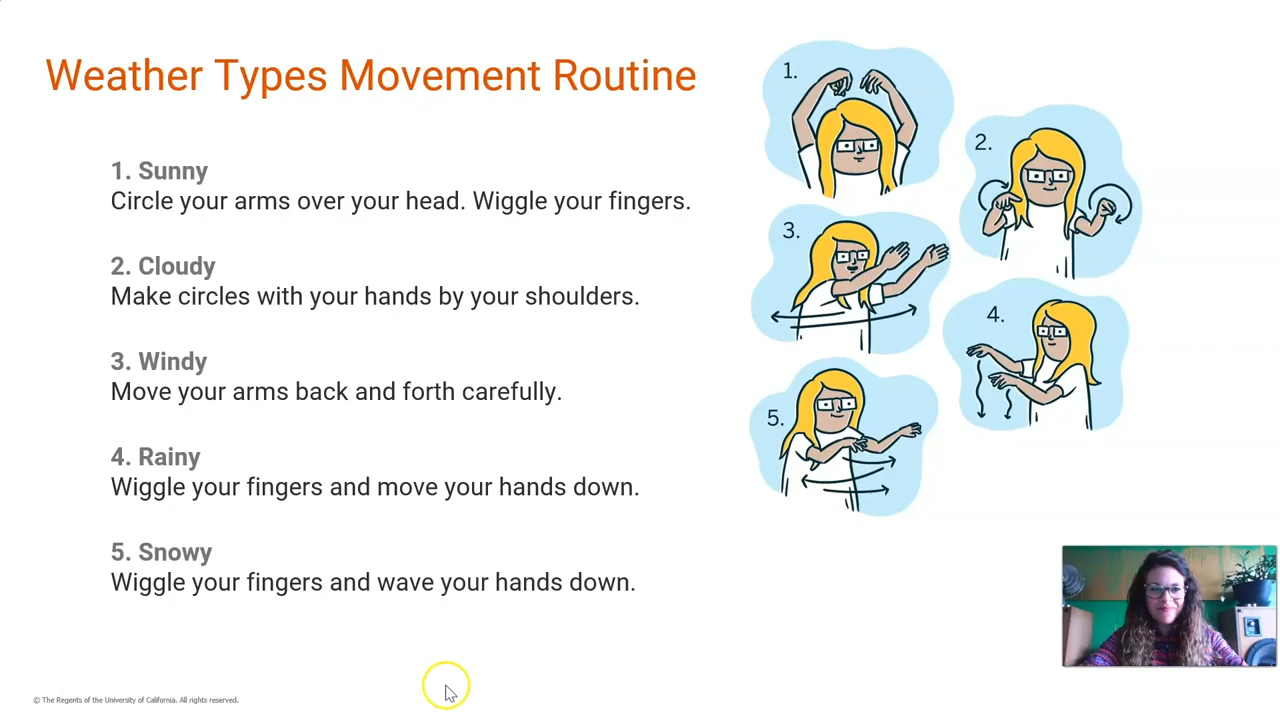 Weather Types Movement Routine
1. Sunny
Circle your arms over your head. Wiggle your fingers.
2. Cloudy
Make circles with your hands by your shoulders.
3. Windy
Move your arms back and forth carefully.
4. Rainy
Wiggle your fingers and move your hands down.
5. Snowy
Wiggle your fingers and wave your hands down.
1.
2.
3.
4.
5.
© The Regents of the University of California. All rights reserved.